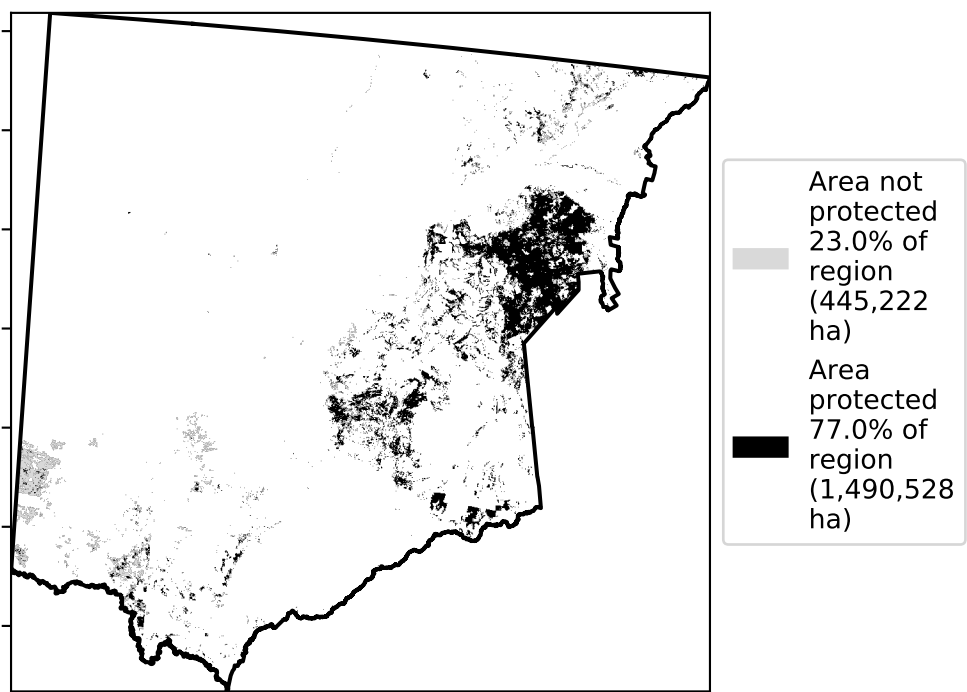 Area not
protected
23.0% of
region
(445,222
ha)
Area
protected
77.0% of
region
(1,490,528
ha)